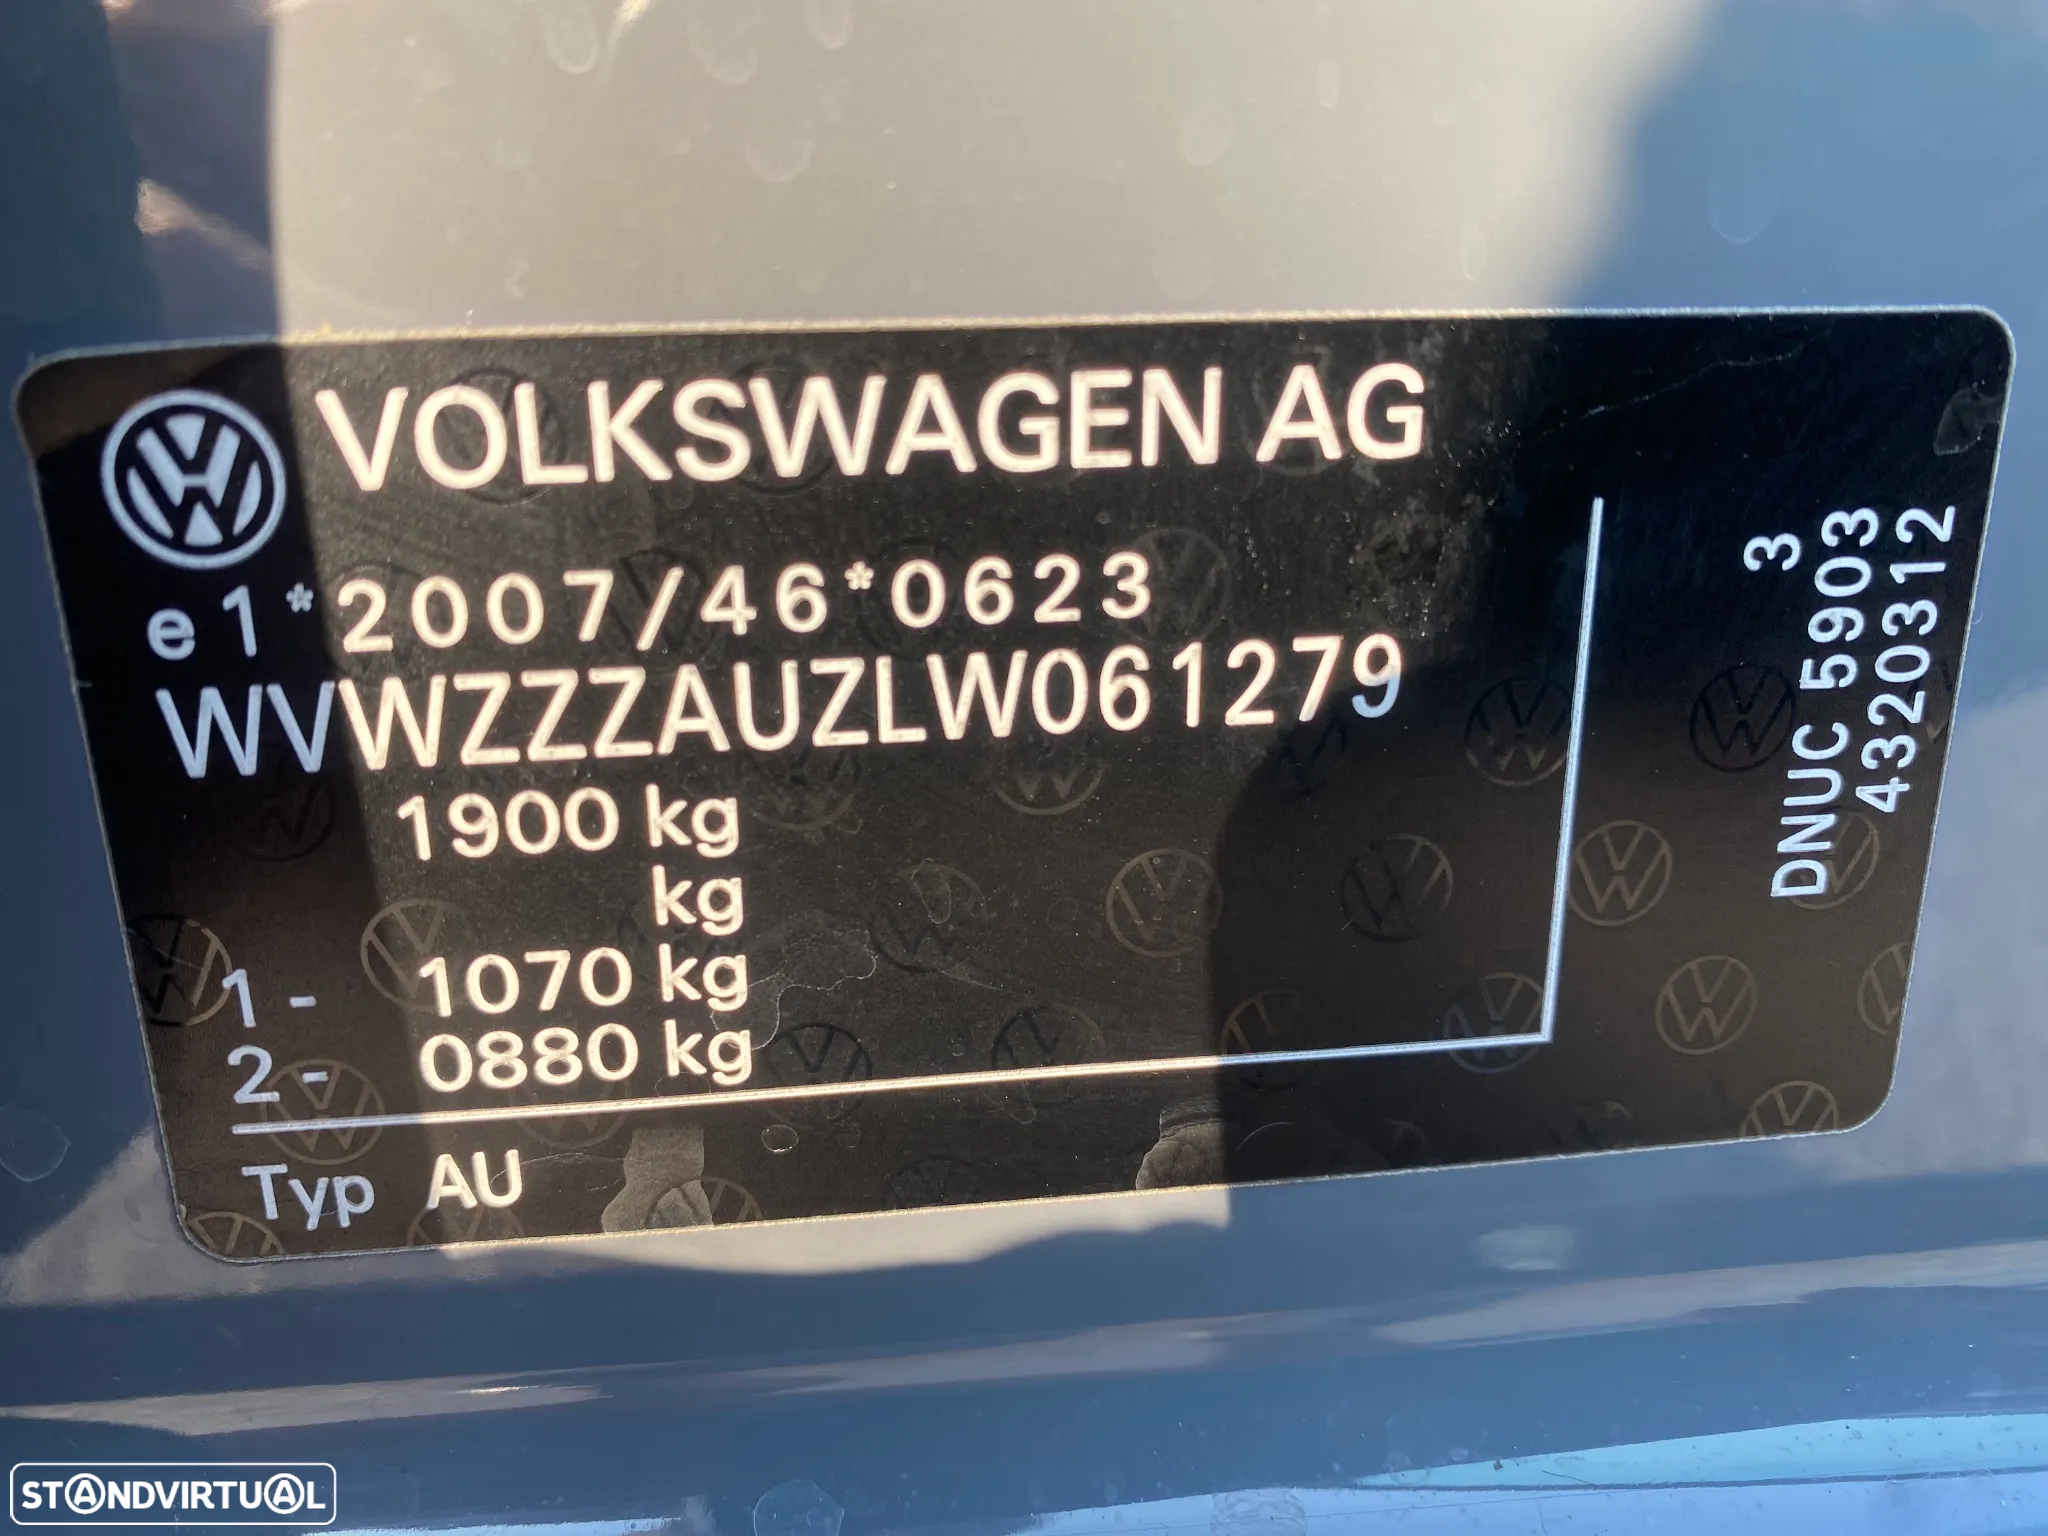 VOLKSWAGEN AG
e1*2007/46*0623
WVWZZZAUZLW061279
1900 kg
kg
1- 1070 kg
2- 0880 kg
Typ AU
3
DNUC 5903
4320312
STANDVIRTUAL